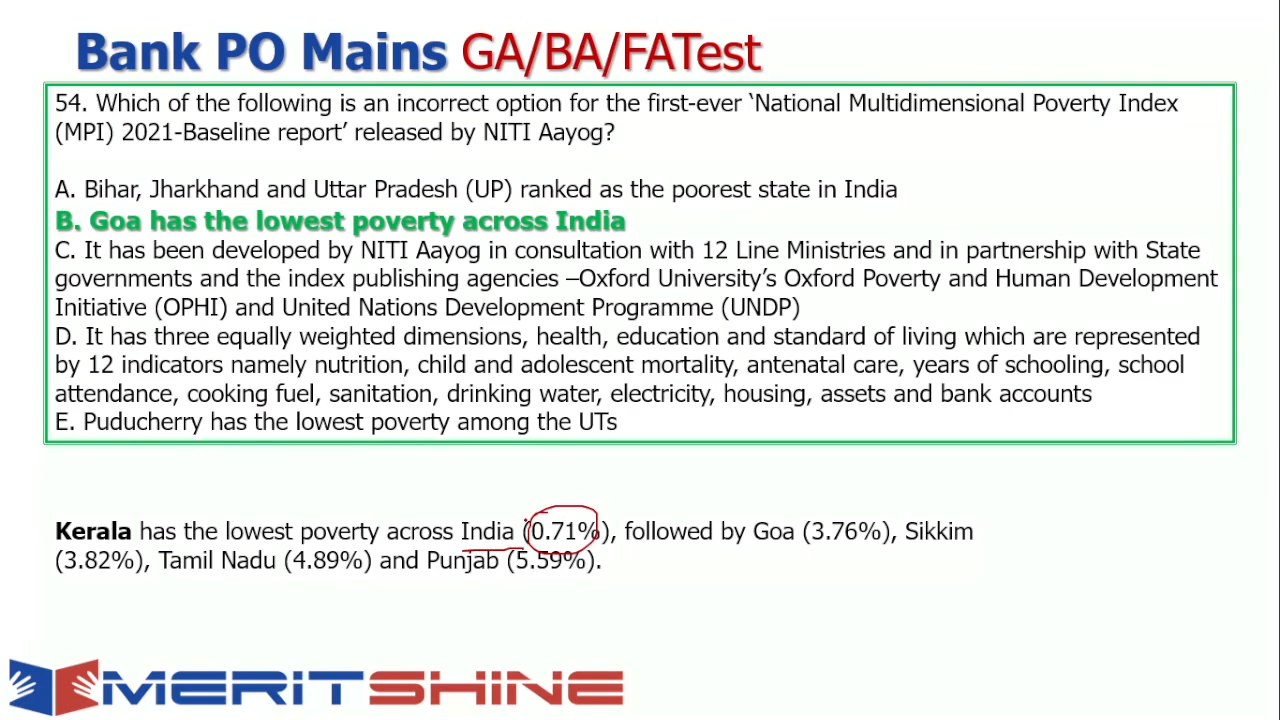 Bank PO Mains GA/BA/FATest
54. Which of the following is an incorrect option for the first-ever ‘National Multidimensional Poverty Index
(MPI) 2021-Baseline report’ released by NITI Aayog?
A. Bihar, Jharkhand and Uttar Pradesh (UP) ranked as the poorest state in India
B. Goa has the lowest poverty across India
C. It has been developed by NITI Aayog in consultation with 12 Line Ministries and in partnership with State
governments and the index publishing agencies –Oxford University’s Oxford Poverty and Human Development
Initiative (OPHI) and United Nations Development Programme (UNDP)
D. It has three equally weighted dimensions, health, education and standard of living which are represented
by 12 indicators namely nutrition, child and adolescent mortality, antenatal care, years of schooling, school
attendance, cooking fuel, sanitation, drinking water, electricity, housing, assets and bank accounts
E. Puducherry has the lowest poverty among the UTs
Kerala has the lowest poverty across India (0.71%), followed by Goa (3.76%), Sikkim
(3.82%), Tamil Nadu (4.89%) and Punjab (5.59%).
MERITSHINE